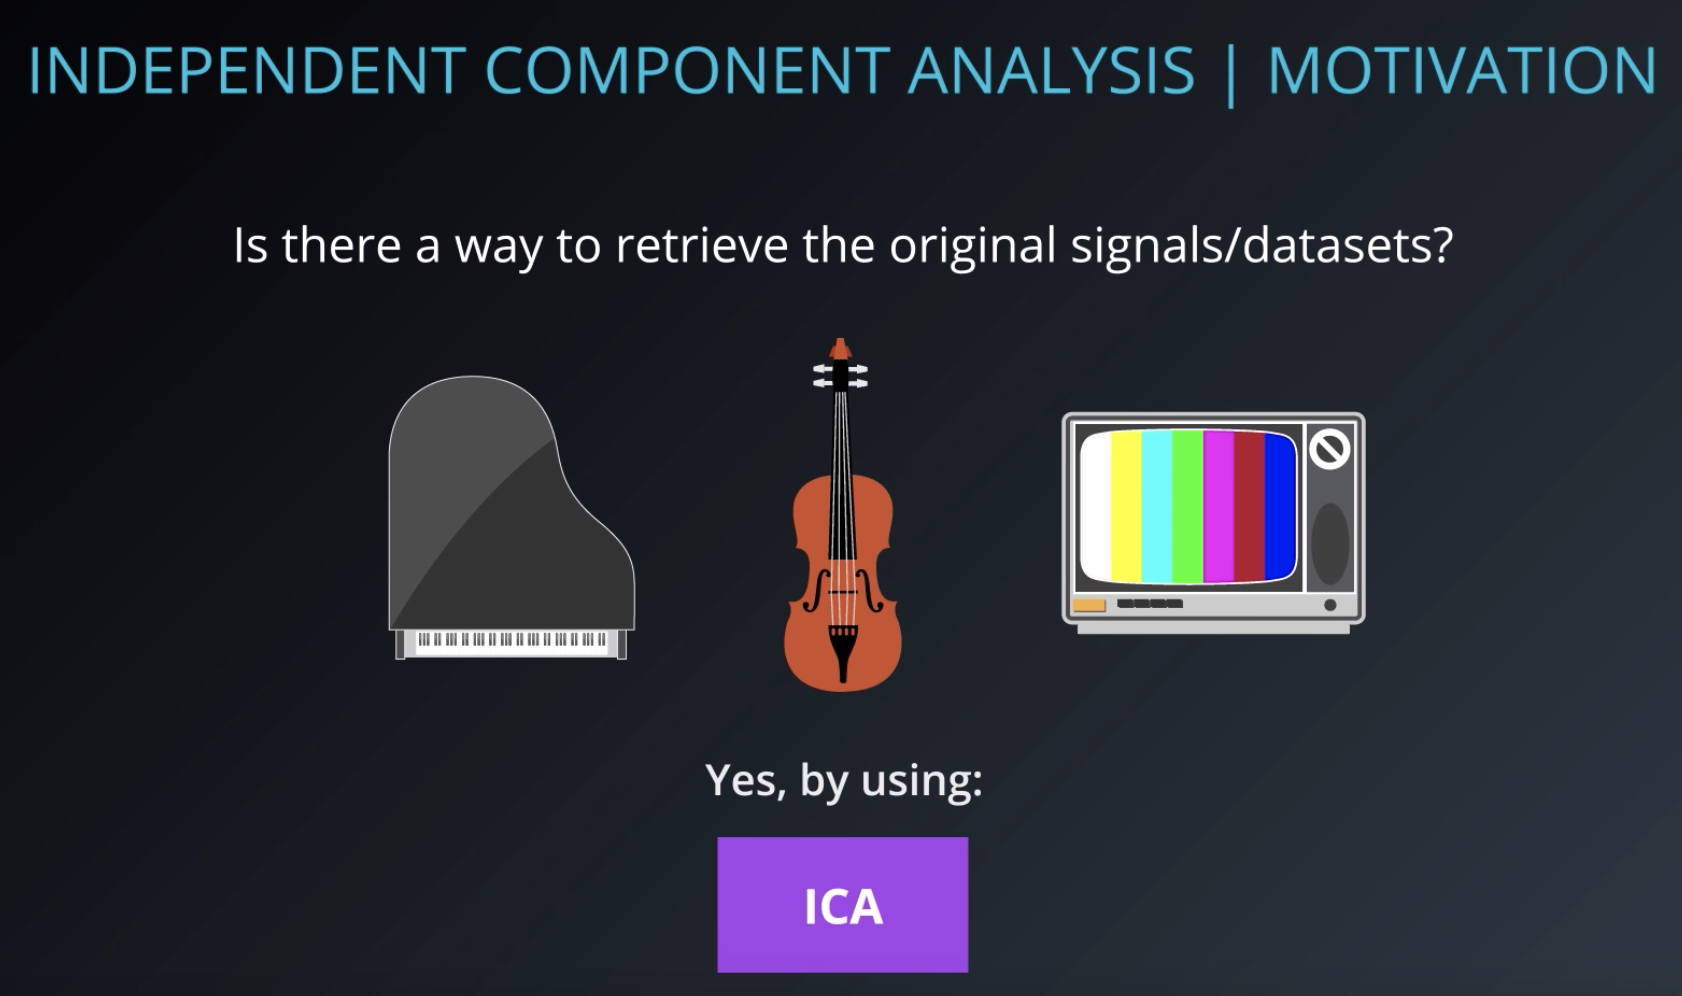 INDEPENDENT COMPONENT ANALYSIS | MOTIVATION
Is there a way to retrieve the original signals/datasets?
Yes, by using:
ICA